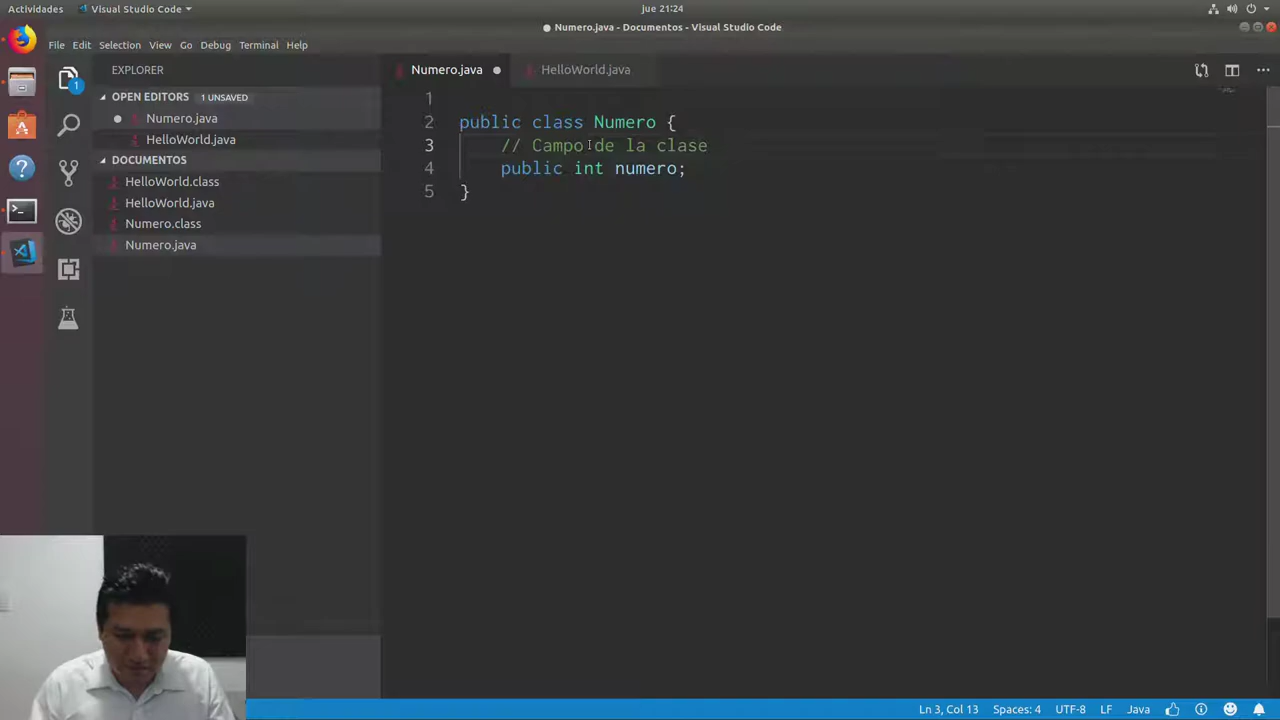 Actividades Visual Studio Code jue 21:24
Numero.java - Documentos - Visual Studio Code
File Edit Selection View Go Debug Terminal Help
EXPLORER
OPEN EDITORS 1 UNSAVED
Numero.java
HelloWorld.java
DOCUMENTOS
HelloWorld.class
HelloWorld.java
Numero.class
Numero.java
1
Numero.java HelloWorld.java
1
2 public class Numero {
3 // Campo de la clase
4 public int numero;
5 }
Ln 3, Col 13 Spaces: 4 UTF-8 LF Java